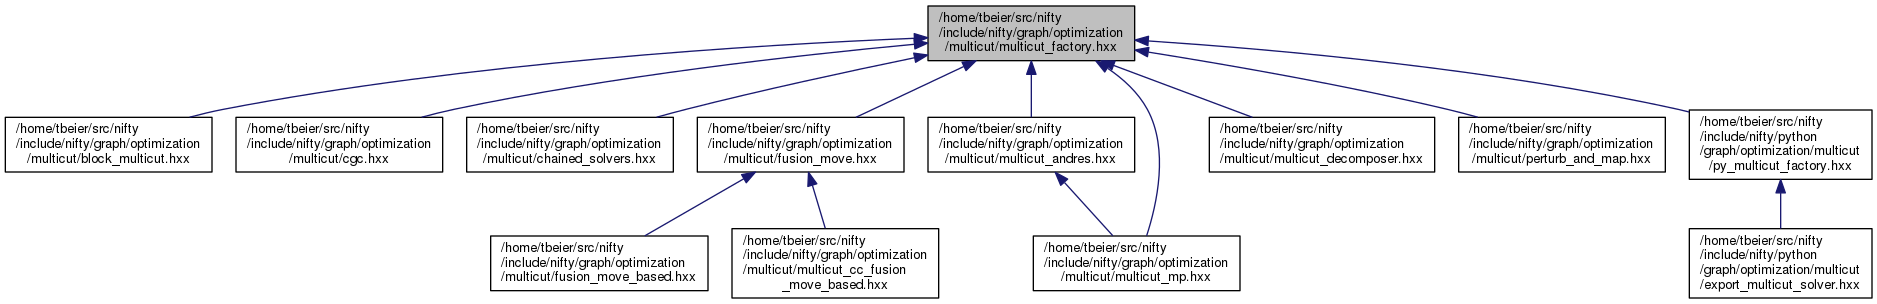 /home/tbeier/src/nifty
/include/nifty/graph/optimization
/multicut/multicut_factory.hxx
/home/tbeier/src/nifty
/include/nifty/graph/optimization
/multicut/block_multicut.hxx
/home/tbeier/src/nifty
/include/nifty/graph/optimization
/multicut/cgc.hxx
/home/tbeier/src/nifty
/include/nifty/graph/optimization
/multicut/chained_solvers.hxx
/home/tbeier/src/nifty
/include/nifty/graph/optimization
/multicut/fusion_move.hxx
/home/tbeier/src/nifty
/include/nifty/graph/optimization
/multicut/multicut_andres.hxx
/home/tbeier/src/nifty
/include/nifty/graph/optimization
/multicut/multicut_decomposer.hxx
/home/tbeier/src/nifty
/include/nifty/graph/optimization
/multicut/perturb_and_map.hxx
/home/tbeier/src/nifty
/include/nifty/python
/graph/optimization/multicut
/py_multicut_factory.hxx
/home/tbeier/src/nifty
/include/nifty/graph/optimization
/multicut/fusion_move_based.hxx
/home/tbeier/src/nifty
/include/nifty/graph/optimization
/multicut/multicut_cc_fusion
_move_based.hxx
/home/tbeier/src/nifty
/include/nifty/graph/optimization
/multicut/multicut_mp.hxx
/home/tbeier/src/nifty
/include/nifty/python
/graph/optimization/multicut
/export_multicut_solver.hxx